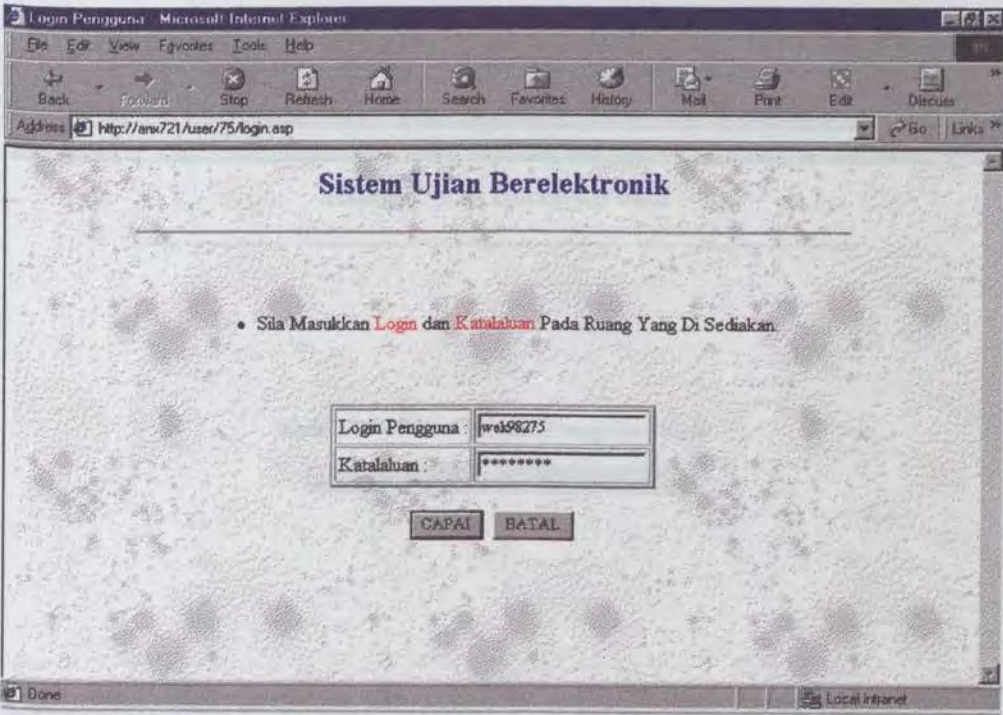 Login Pengguna - Microsoft Internet Explorer
File Edit View Favorites Tools Help
Back Forward Stop Refresh Home Search Favorites History Mail Print Edit Discuss
Address http://anx721/user/75/login.asp Go Links
Sistem Ujian Berelektronik
• Sila Masukkan Login dan Katalaluan Pada Ruang Yang Di Sediakan
Login Pengguna : wek98275
Katalaluan : ********
CAPAI BATAL
Done Local intranet